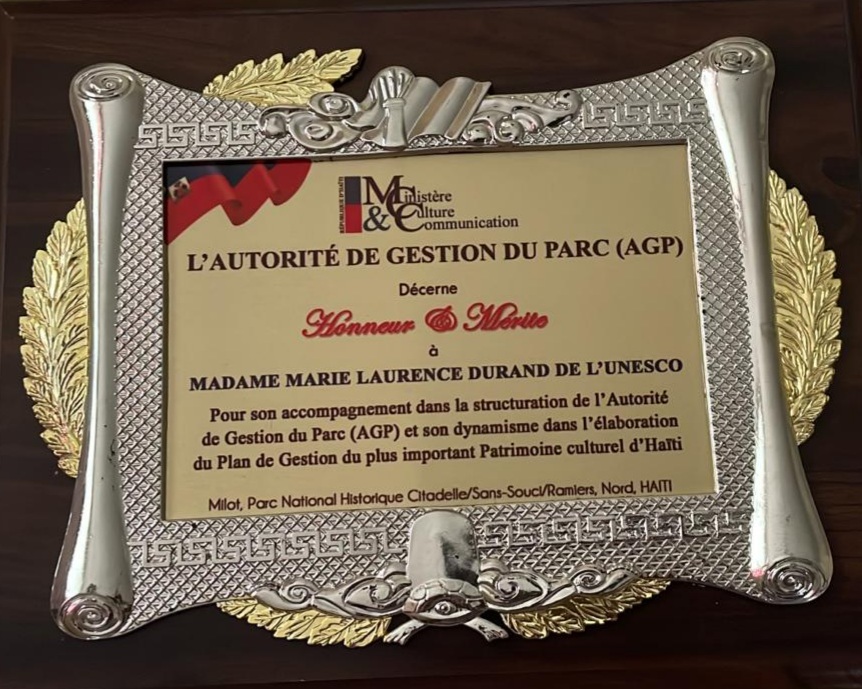 RÉPUBLIQUE D'HAÏTI
Ministère
& Culture
Communication
L'AUTORITÉ DE GESTION DU PARC (AGP)
Décerne
Honneur & Mérite
à
MADAME MARIE LAURENCE DURAND DE L'UNESCO
Pour son accompagnement dans la structuration de l'Autorité
de Gestion du Parc (AGP) et son dynamisme dans l'élaboration
du Plan de Gestion du plus important Patrimoine culturel d'Haïti
Milot, Parc National Historique Citadelle/Sans-Souci/Ramiers, Nord, HAITI